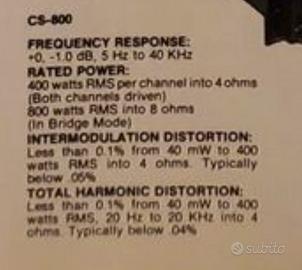 CS-800
FREQUENCY RESPONSE:
+0, -1.0 dB, 5 Hz to 40 KHz
RATED POWER:
400 watts RMS per channel into 4 ohms
(Both channels driven)
800 watts RMS into 8 ohms
(In Bridge Mode)
INTERMODULATION DISTORTION:
Less than 0.1% from 40 mW to 400
watts RMS into 4 ohms. Typically
below .05%
TOTAL HARMONIC DISTORTION:
Less than 0.1% from 40 mW to 400
watts RMS, 20 Hz to 20 KHz into 4
ohms. Typically below .04%
subito